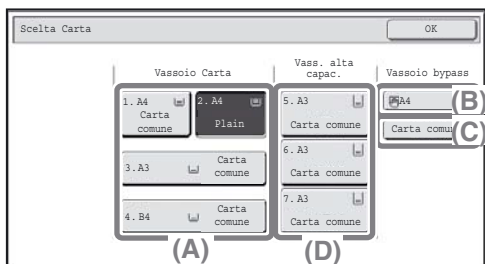 Scelta Carta
OK
Vassoio Carta
Vass. alta
capac.
Vassoio bypass
1. A4
Carta
comune
2. A4
Plain
3. A3
Carta
comune
4. B4
Carta
comune
(A)
5. A3
Carta comune
6. A3
Carta comune
7. A3
Carta comune
(D)
A4
(B)
Carta comu
(C)